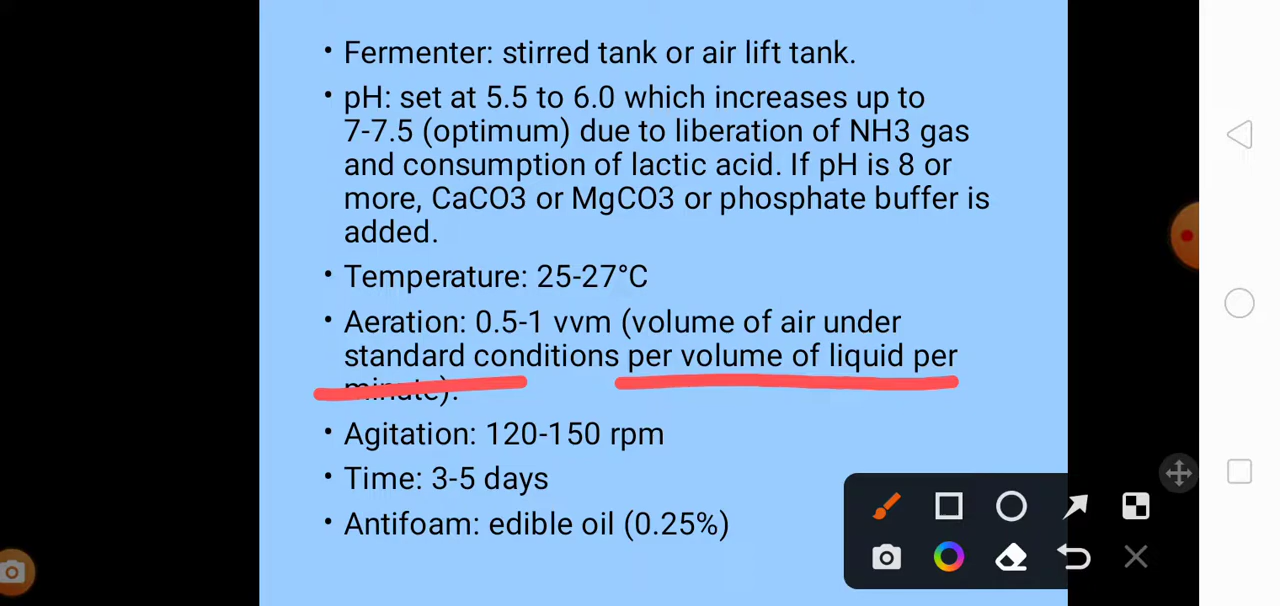 • Fermenter: stirred tank or air lift tank.
• pH: set at 5.5 to 6.0 which increases up to
7-7.5 (optimum) due to liberation of NH3 gas
and consumption of lactic acid. If pH is 8 or
more, CaCO3 or MgCO3 or phosphate buffer is
added.
• Temperature: 25-27°C
• Aeration: 0.5-1 vvm (volume of air under
standard conditions per volume of liquid per
minute).
• Agitation: 120-150 rpm
• Time: 3-5 days
• Antifoam: edible oil (0.25%)